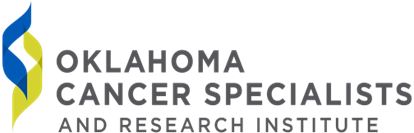 OKLAHOMA
CANCER SPECIALISTS
AND RESEARCH INSTITUTE